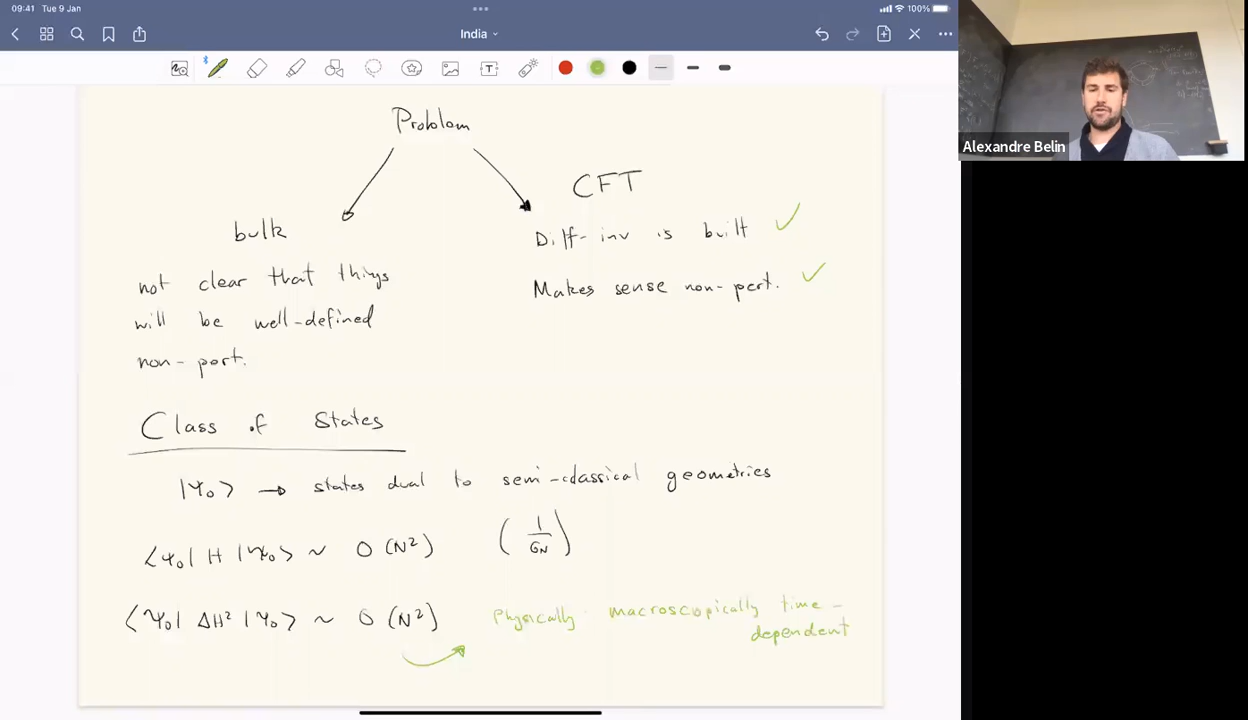 09:41 Tue 9 Jan
100%
India
Alexandre Belin
Problem
CFT
bulk
Diff-inv is built ✓
not clear that things
Makes sense non-pert. ✓
will be well-defined
non-pert.
Class of States
|Ψ₀⟩ → states dual to semi-classical geometries
⟨Ψ₀| H |Ψ₀⟩ ~ O(N²) (1/G_N)
⟨Ψ₀| ΔH² |Ψ₀⟩ ~ O(N²)
Physically macroscopically time-
dependent